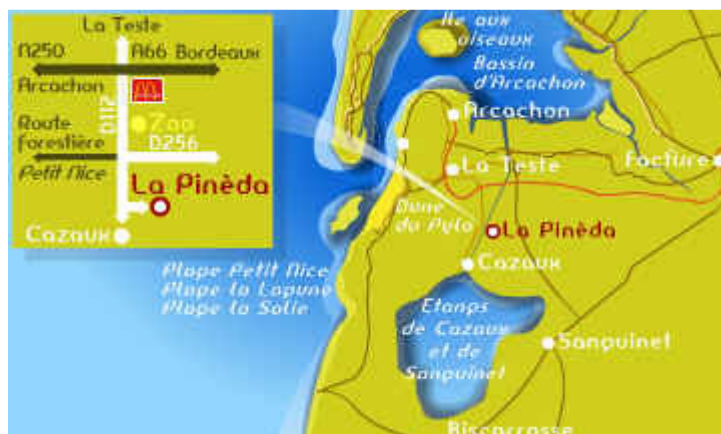 La Teste
N250
A66 Bordeaux
Arcachon
D112
Zoo
Route
forestière
D256
Petit Nice
La Pinèda
Cazaux
Ile aux
oiseaux
Bassin
d'Arcachon
Arcachon
La Teste
Facture
Dune
du Pyla
La Pinèda
Cazaux
Plage Petit Nice
Plage la Lagune
Plage la Salie
Etangs
de Cazaux
et de
Sanguinet
Sanguinet
Biscarrosse